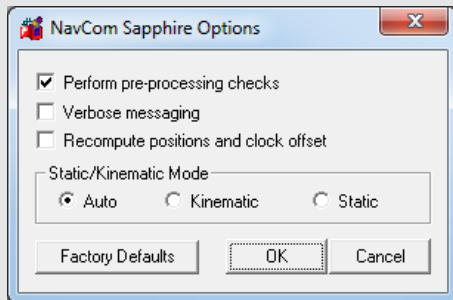 NavCom Sapphire Options
Perform pre-processing checks
Verbose messaging
Recompute positions and clock offset
Static/Kinematic Mode
Auto Kinematic Static
Factory Defaults OK Cancel